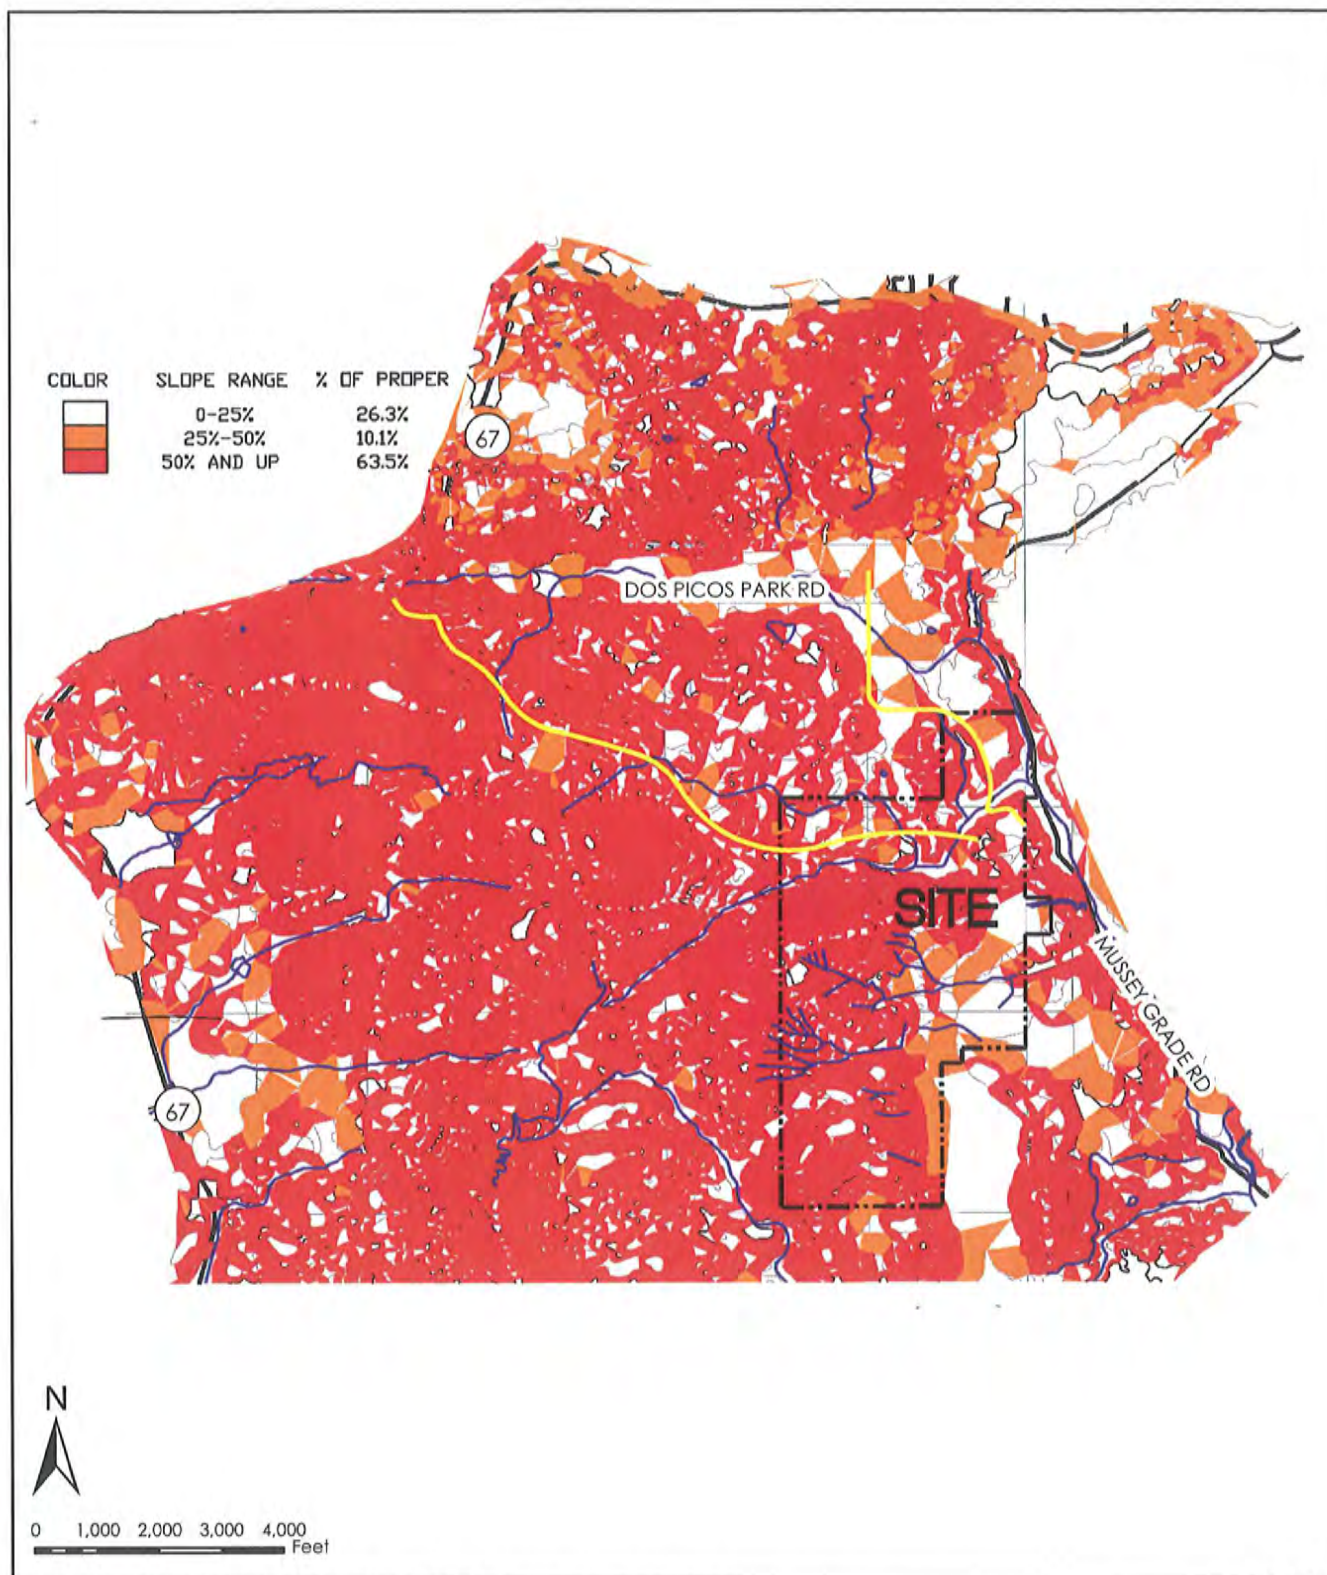 COLOR SLOPE RANGE % OF PROPER
0-25% 26.3%
25%-50% 10.1%
50% AND UP 63.5%
67
DOS PICOS PARK RD
SITE
MUSSEY GRADE RD
67
N
0 1,000 2,000 3,000 4,000
Feet